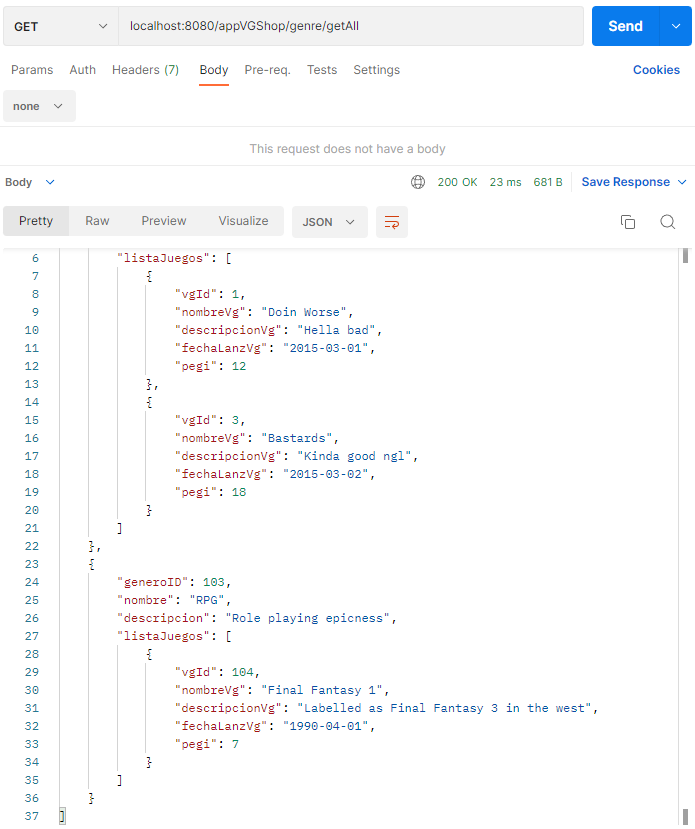 GET localhost:8080/appVGShop/genre/getAll Send
Params Auth Headers (7) Body Pre-req. Tests Settings Cookies
none
This request does not have a body
Body 200 OK 23 ms 681 B Save Response
Pretty Raw Preview Visualize JSON
6 "listaJuegos": [
7 {
8 "vgId": 1,
9 "nombreVg": "Doin Worse",
10 "descripcionVg": "Hella bad",
11 "fechaLanzVg": "2015-03-01",
12 "pegi": 12
13 },
14 {
15 "vgId": 3,
16 "nombreVg": "Bastards",
17 "descripcionVg": "Kinda good ngl",
18 "fechaLanzVg": "2015-03-02",
19 "pegi": 18
20 }
21 ]
22 },
23 {
24 "generoID": 103,
25 "nombre": "RPG",
26 "descripcion": "Role playing epicness",
27 "listaJuegos": [
28 {
29 "vgId": 104,
30 "nombreVg": "Final Fantasy 1",
31 "descripcionVg": "Labelled as Final Fantasy 3 in the west",
32 "fechaLanzVg": "1990-04-01",
33 "pegi": 7
34 }
35 ]
36 }
37 ]